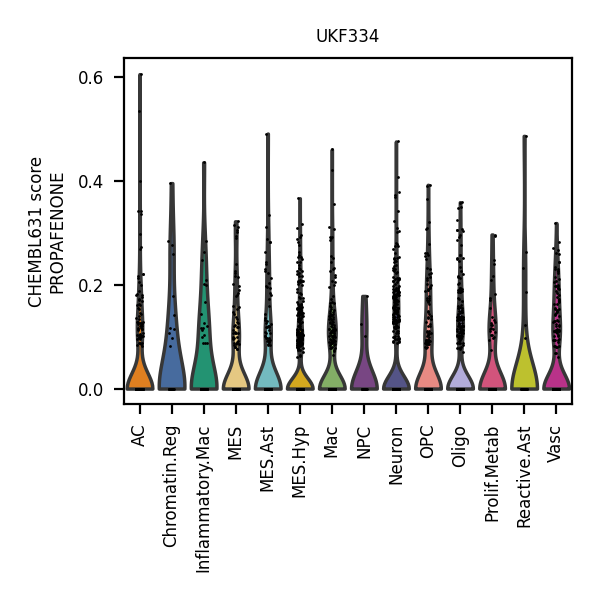 UKF334
CHEMBL631 score
PROPAFENONE
0.6
0.4
0.2
0.0
AC
Chromatin.Reg
Inflammatory.Mac
MES
MES.Ast
MES.Hyp
Mac
NPC
Neuron
OPC
Oligo
Prolif.Metab
Reactive.Ast
Vasc